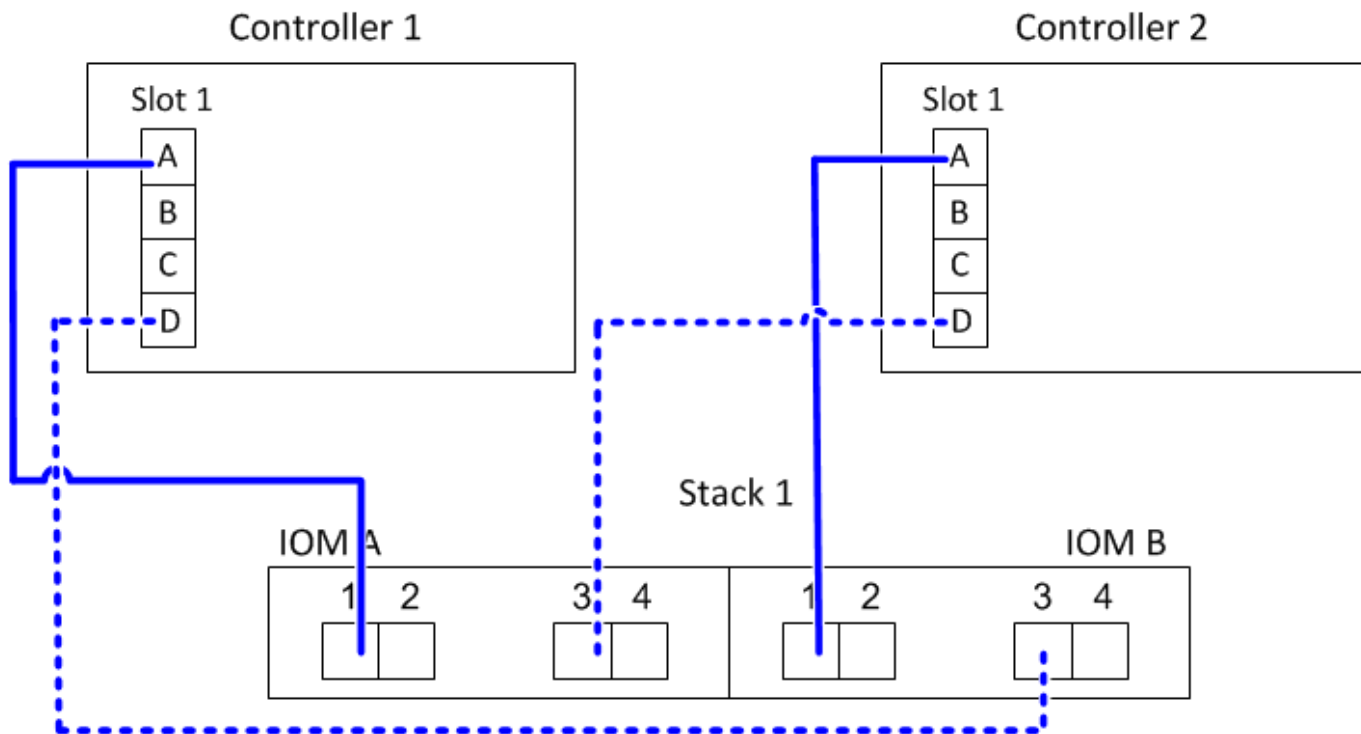 Controller 1
Controller 2
Slot 1
Slot 1
A
B
C
D
A
B
C
D
Stack 1
IOM A
IOM B
1 2 3 4 1 2 3 4